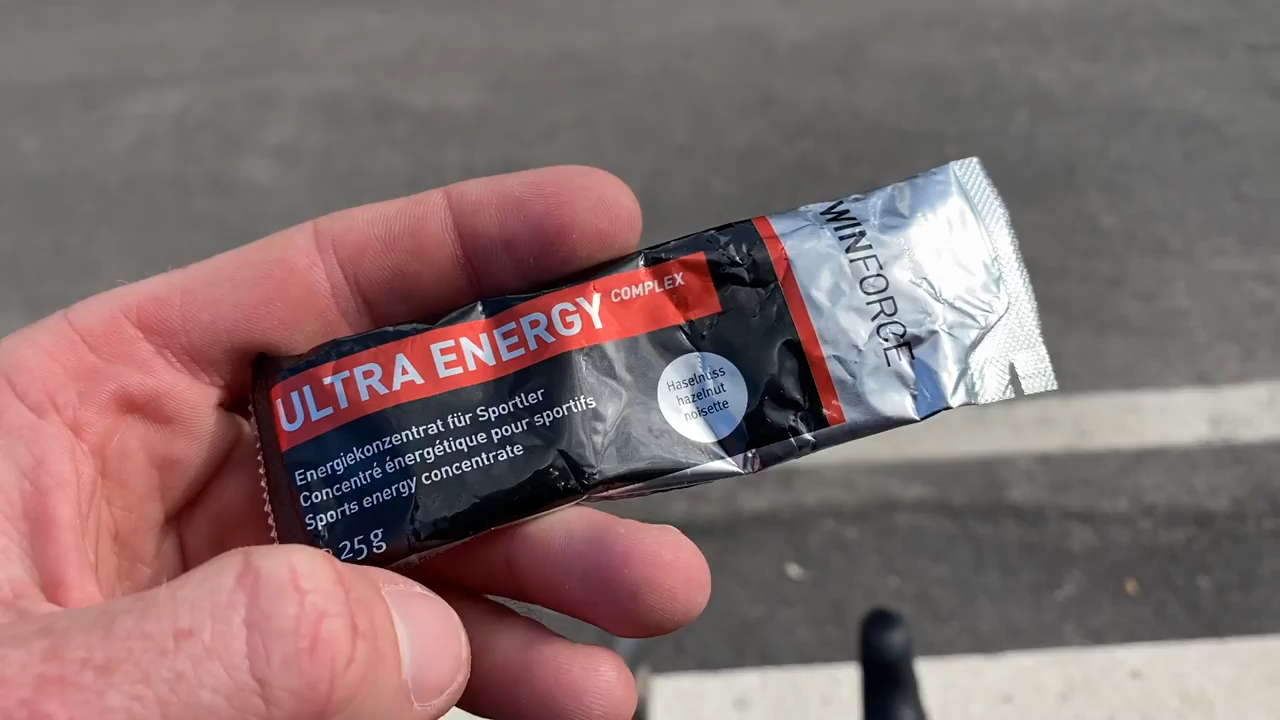 ULTRA ENERGY COMPLEX
Energiekonzentrat für Sportler
Concentré énergétique pour sportifs
Sports energy concentrate
25g
Haselnuss
hazelnut
noisette
WINFORCE